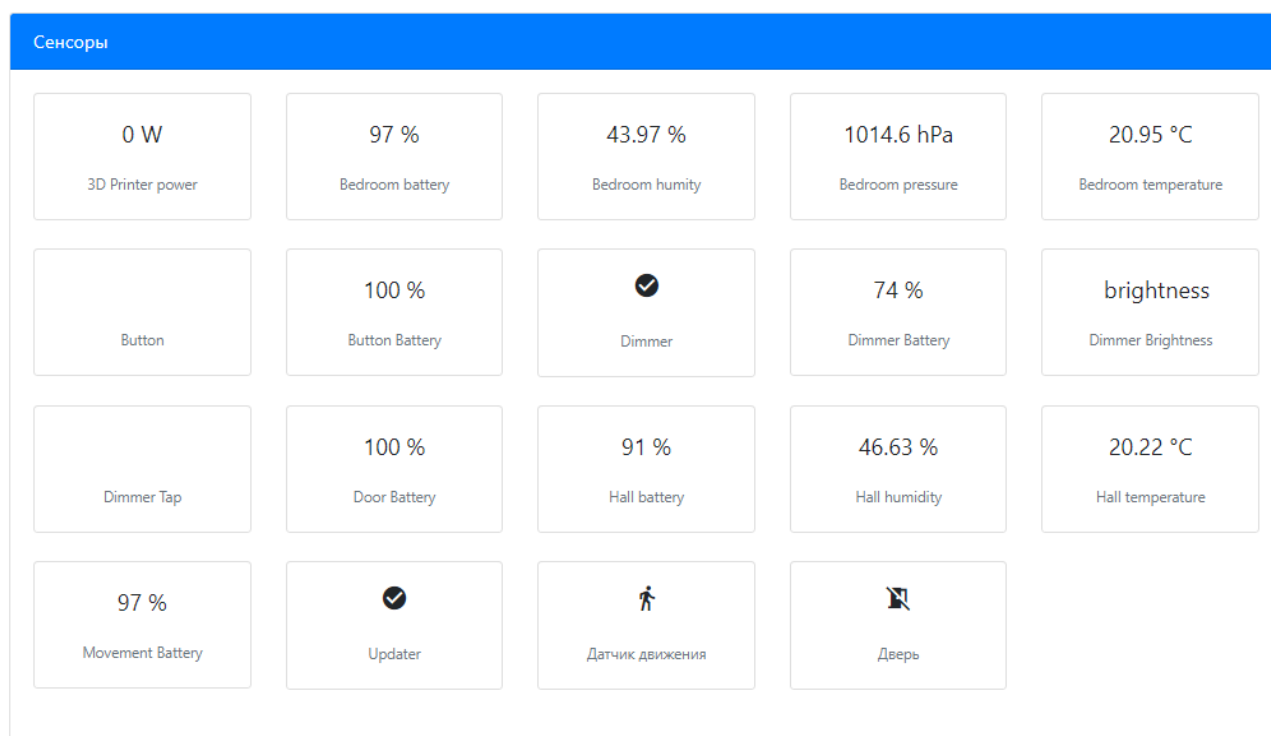 Сенсоры
0 W
3D Printer power
97 %
Bedroom battery
43.97 %
Bedroom humity
1014.6 hPa
Bedroom pressure
20.95 °C
Bedroom temperature
Button
100 %
Button Battery
Dimmer
74 %
Dimmer Battery
brightness
Dimmer Brightness
Dimmer Tap
100 %
Door Battery
91 %
Hall battery
46.63 %
Hall humidity
20.22 °C
Hall temperature
97 %
Movement Battery
Updater
Датчик движения
Дверь